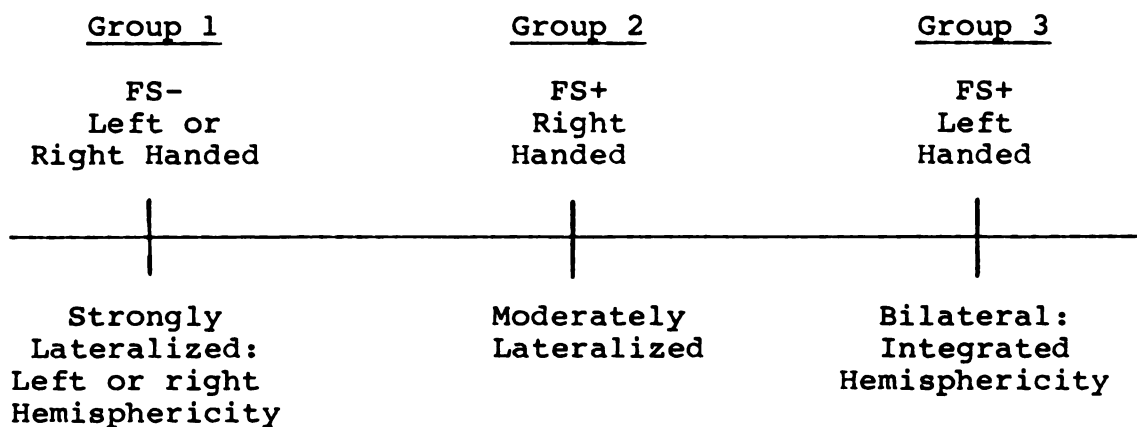 Group 1
FS-
Left or
Right Handed
Strongly
Lateralized:
Left or right
Hemisphericity
Group 2
FS+
Right
Handed
Moderately
Lateralized
Group 3
FS+
Left
Handed
Bilateral:
Integrated
Hemisphericity